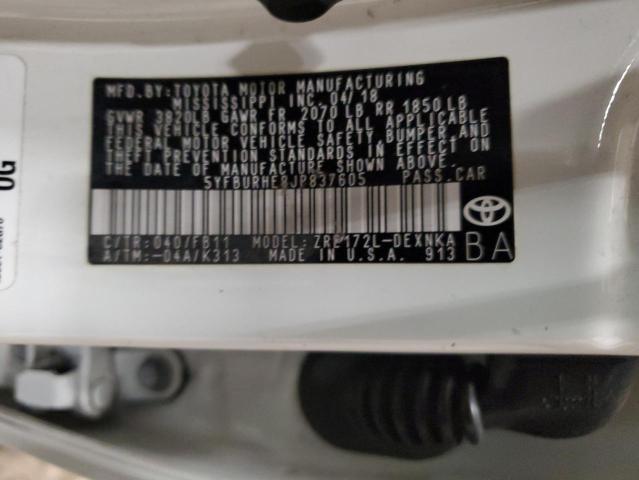 MFD. BY: TOYOTA MOTOR MANUFACTURING
MISSISSIPPI INC. 04/18
GVWR 3820LB GAWR FR. 2070 LB RR 1850 LB
THIS VEHICLE CONFORMS TO ALL APPLICABLE
FEDERAL MOTOR VEHICLE SAFETY, BUMPER, AND
THEFT PREVENTION STANDARDS IN EFFECT ON
THE DATE OF MANUFACTURE SHOWN ABOVE.
5YFBURHE8JP837605 PASS.CAR
C/TR: 040/FB11 MODEL: ZRE172L-DEXNKA
A/TM: -04A/K313 MADE IN U.S.A. 913
BA
OG